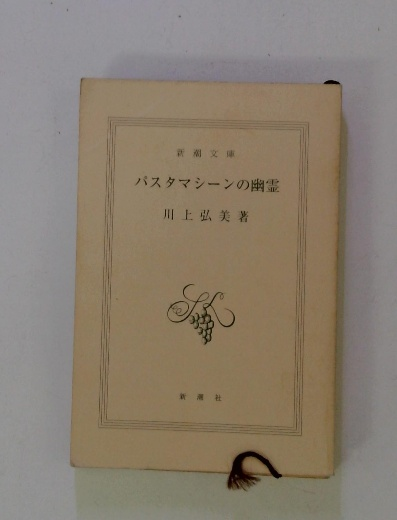 新潮文庫
パスタマシーンの幽霊
川上弘美著
新潮社